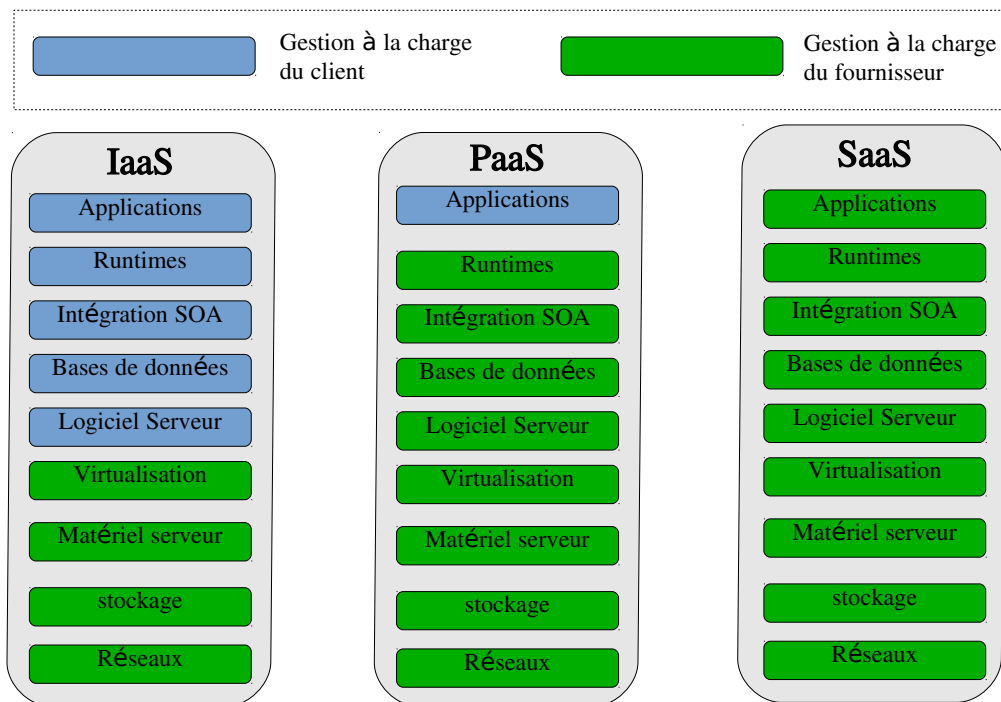 Gestion à la charge
du client
Gestion à la charge
du fournisseur
IaaS
Applications
Runtimes
Intégration SOA
Bases de données
Logiciel Serveur
Virtualisation
Matériel serveur
stockage
Réseaux
PaaS
Applications
Runtimes
Intégration SOA
Bases de données
Logiciel Serveur
Virtualisation
Matériel serveur
stockage
Réseaux
SaaS
Applications
Runtimes
Intégration SOA
Bases de données
Logiciel Serveur
Virtualisation
Matériel serveur
stockage
Réseaux